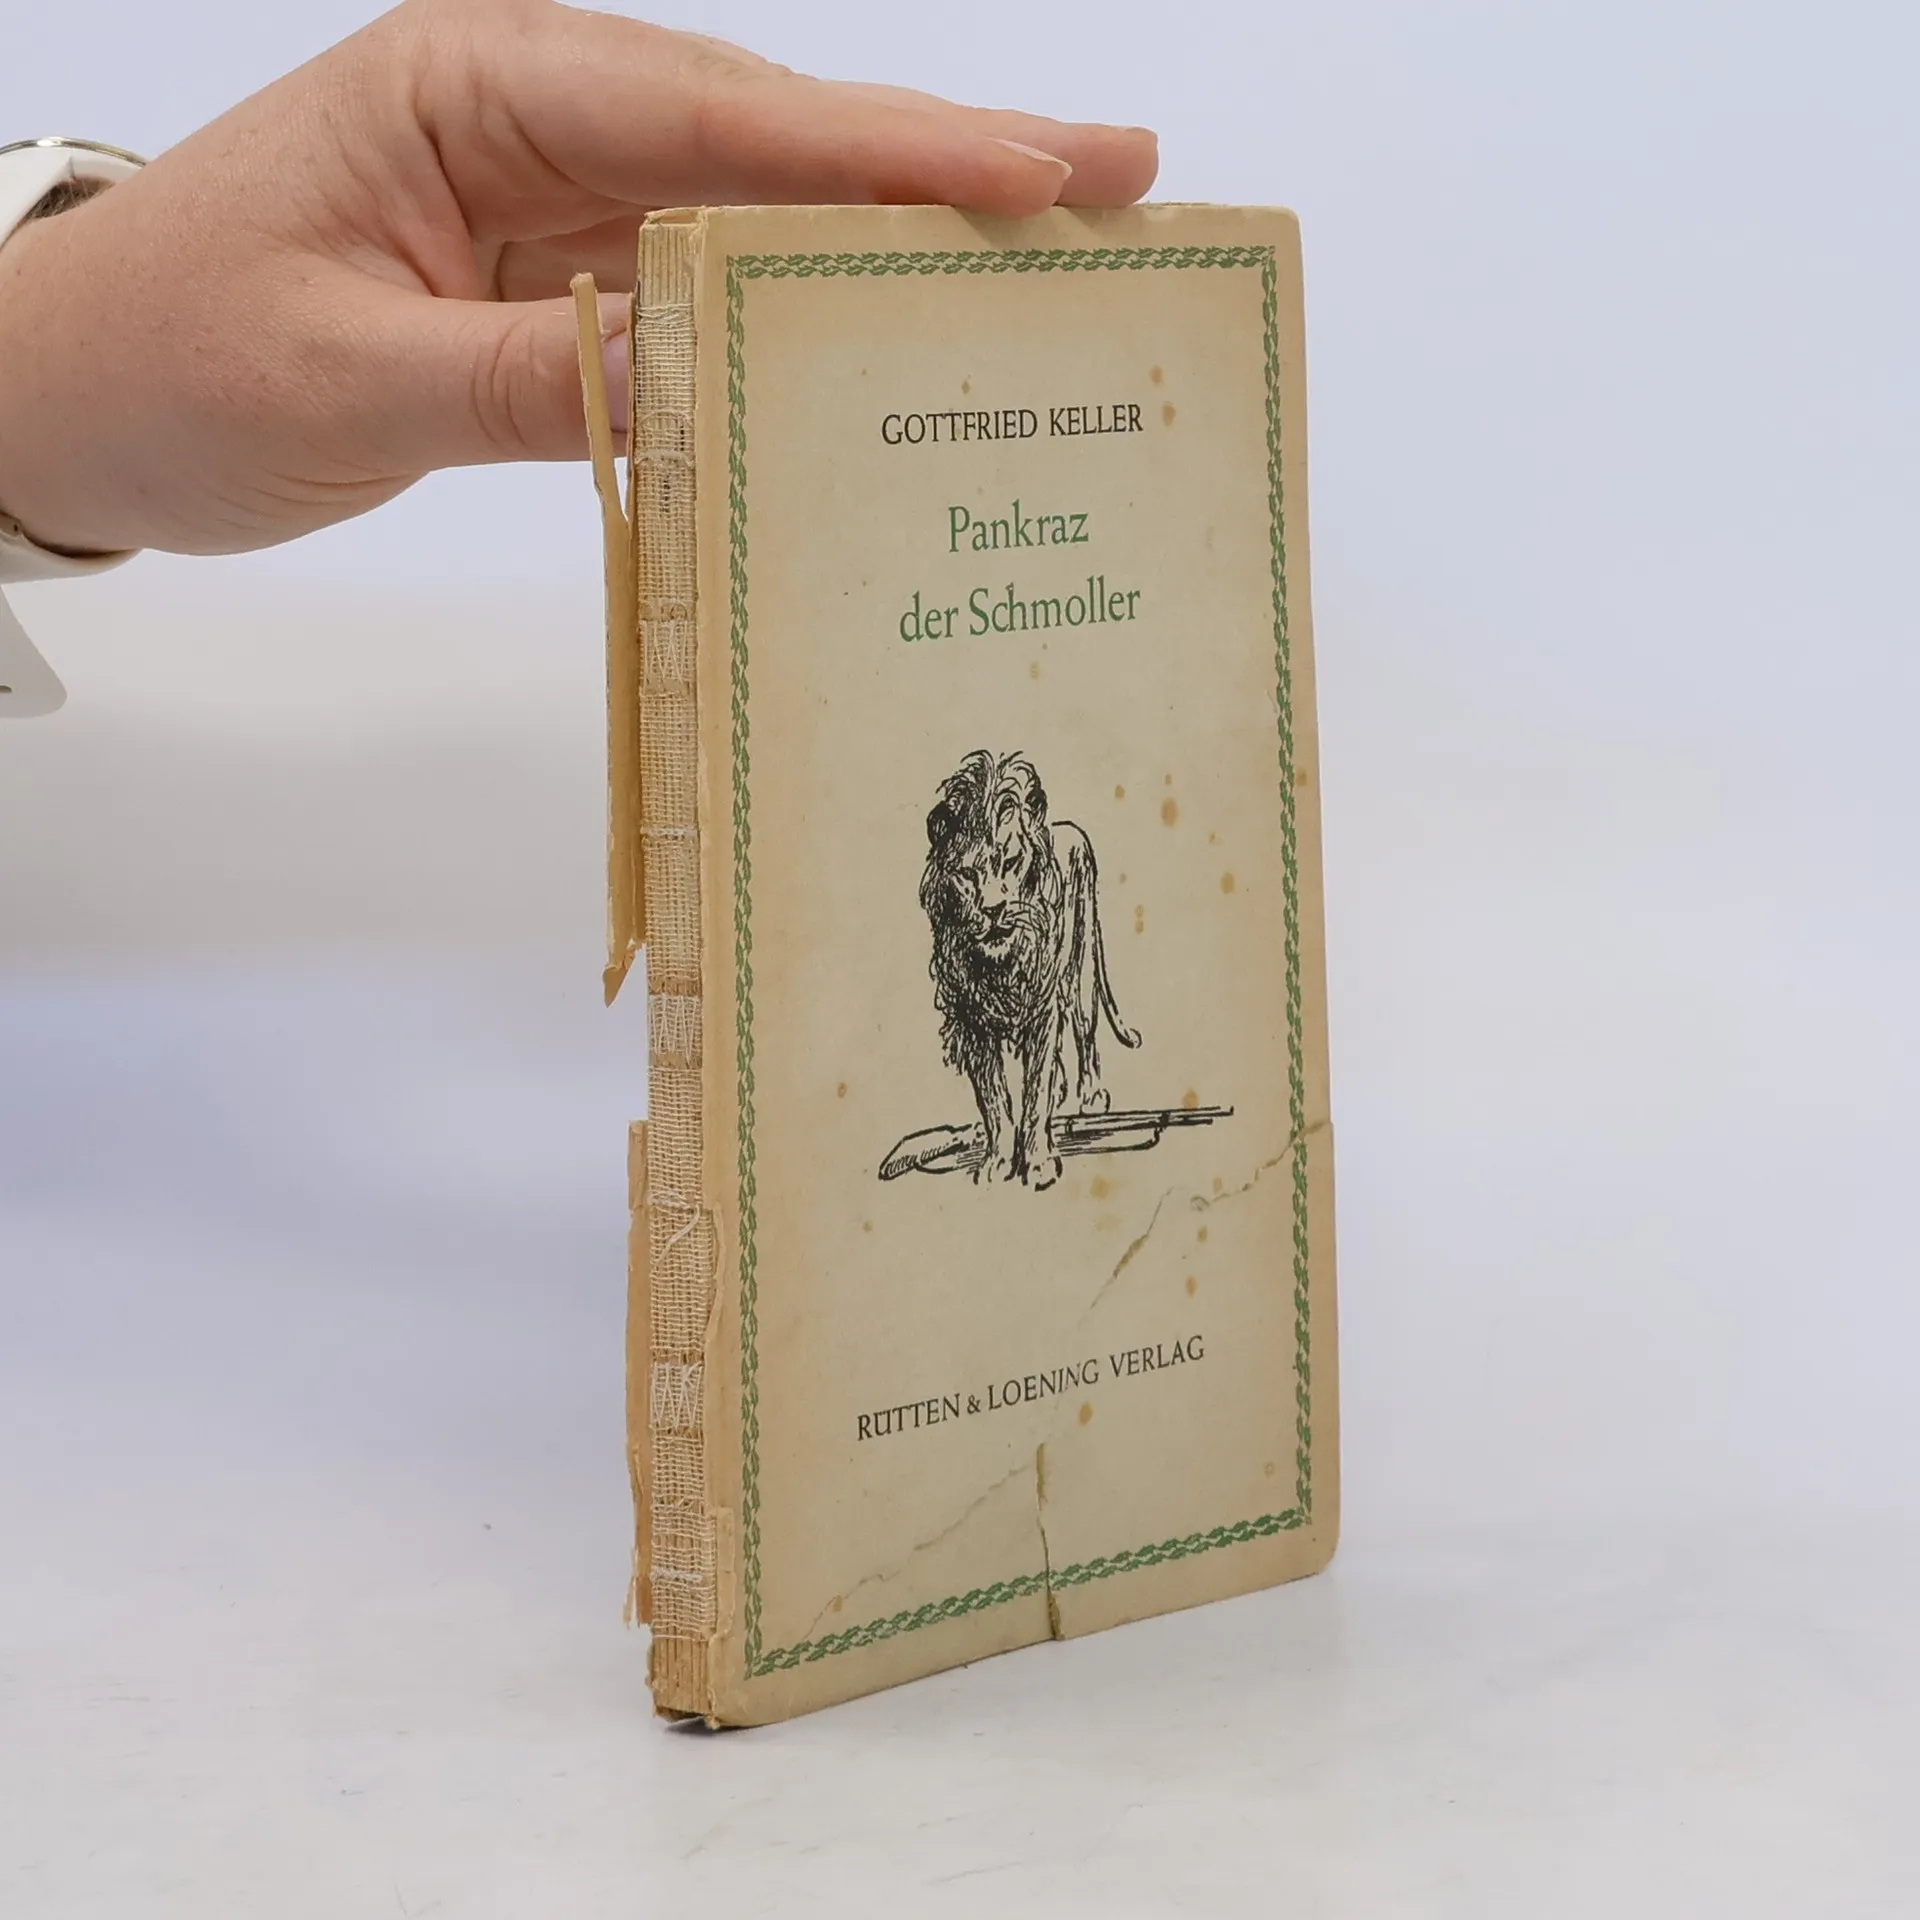 GOTTFRIED KELLER
Pankraz
der Schmoller
RÜTTEN & LOENING VERLAG